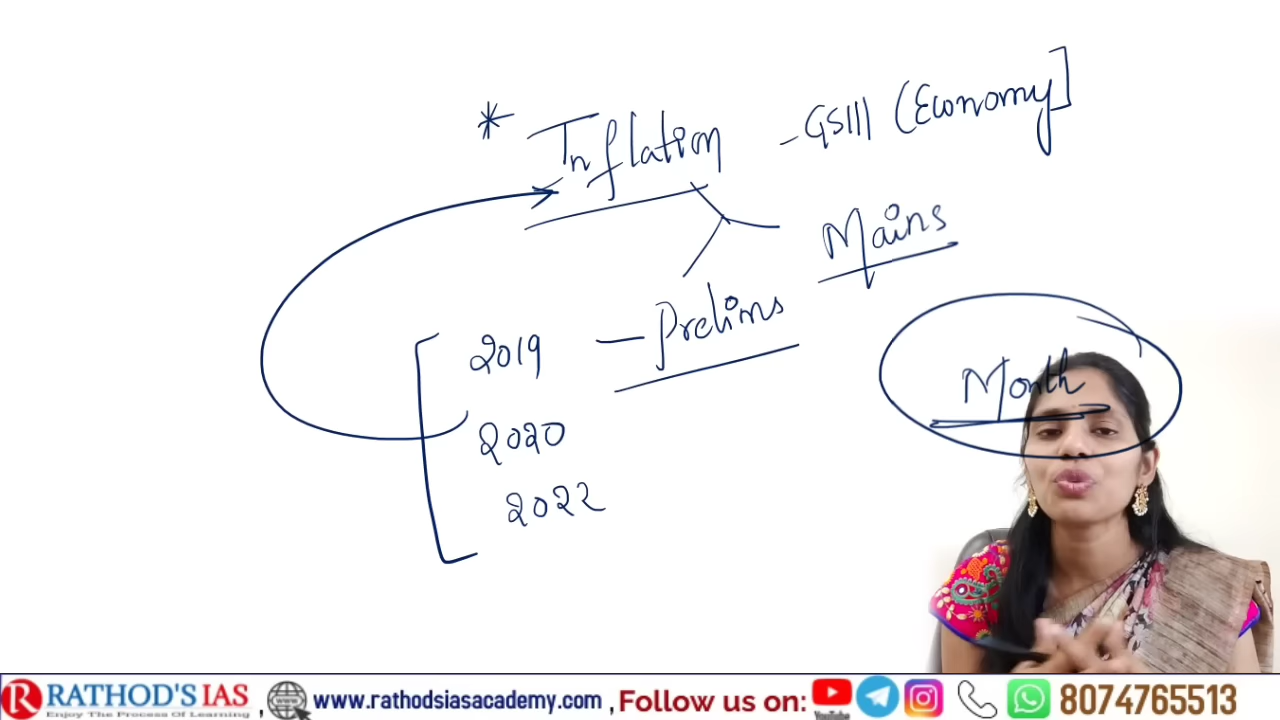 * Inflation - GSIII (Economy]
Mains
2019 - Prelims
Month
2020
2022
RATHOD'S IAS
Enjoy The Process Of Learning
, www.rathodsiasacademy.com , Follow us on: YouTube 8074765513